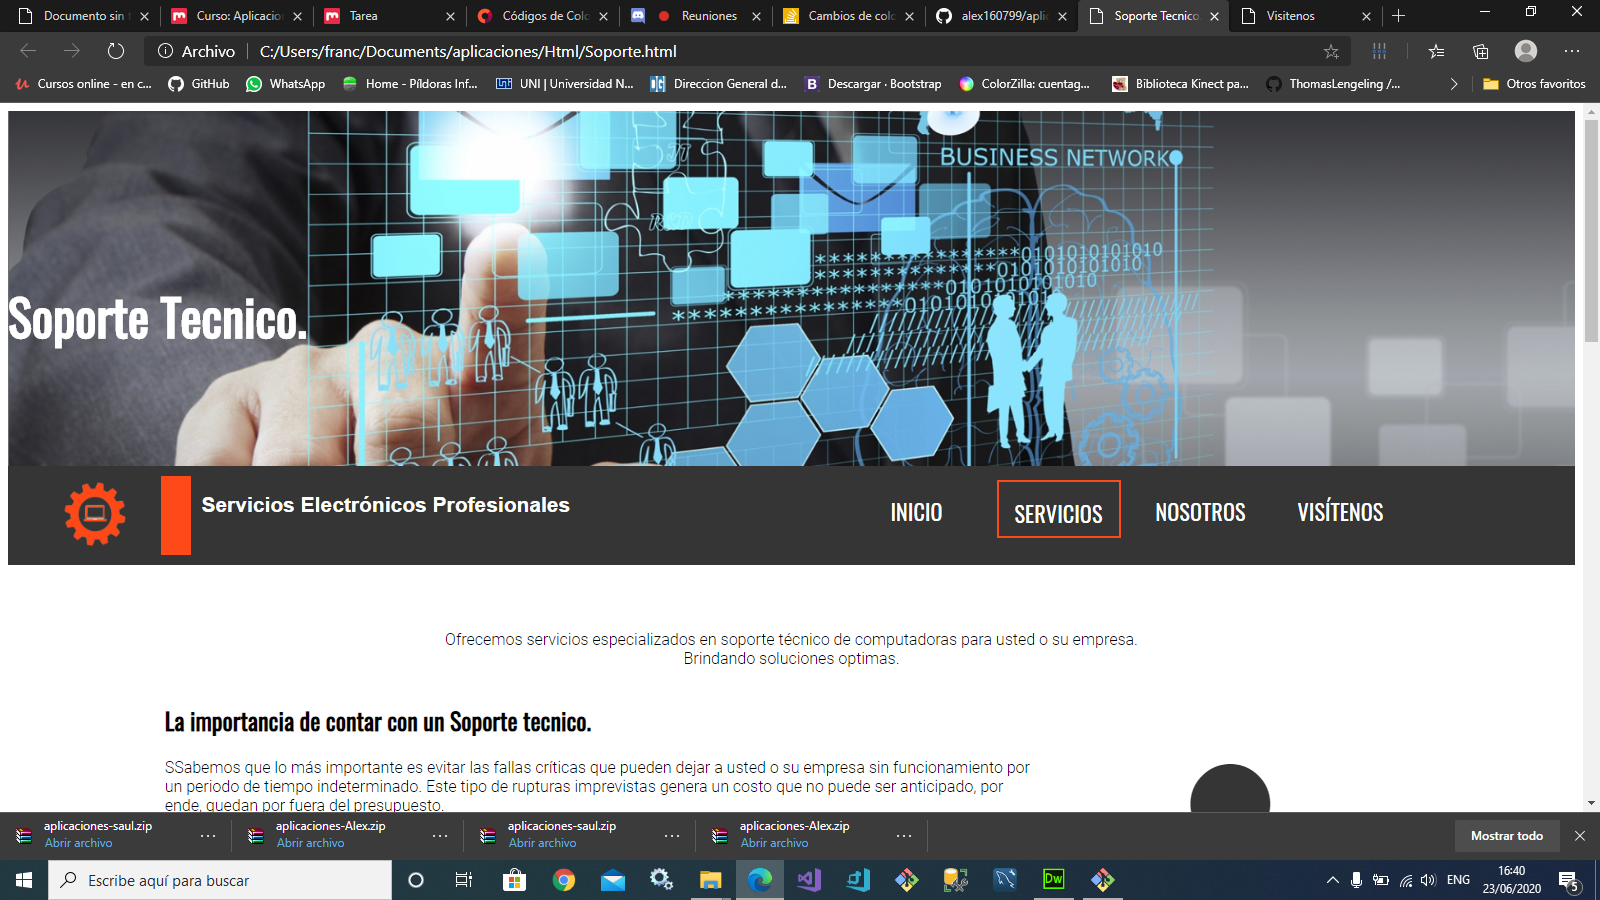 Documento sin t
Curso: Aplicacion
Tarea
Códigos de Colo
Reuniones
Cambios de colo
alex160799/aplic
Soporte Tecnico.
Visitenos
Archivo
C:/Users/franc/Documents/aplicaciones/Html/Soporte.html
Cursos online - en c...
GitHub
WhatsApp
Home - Píldoras Inf...
UNI | Universidad N...
Direccion General d...
Descargar · Bootstrap
ColorZilla: cuentag...
Biblioteca Kinect pa...
ThomasLengeling /...
Otros favoritos
BUSINESS NETWORK
Soporte Tecnico.
Servicios Electrónicos Profesionales
INICIO
SERVICIOS
NOSOTROS
VISÍTENOS
Ofrecemos servicios especializados en soporte técnico de computadoras para usted o su empresa.
Brindando soluciones optimas.
La importancia de contar con un Soporte tecnico.
SSabemos que lo más importante es evitar las fallas críticas que pueden dejar a usted o su empresa sin funcionamiento por
un periodo de tiempo indeterminado. Este tipo de rupturas imprevistas genera un costo que no puede ser anticipado, por
ende, quedan por fuera del presupuesto.
aplicaciones-saul.zip
Abrir archivo
aplicaciones-Alex.zip
Abrir archivo
aplicaciones-saul.zip
Abrir archivo
aplicaciones-Alex.zip
Abrir archivo
Mostrar todo
Escribe aquí para buscar
Dw
ENG
16:40
23/06/2020
5